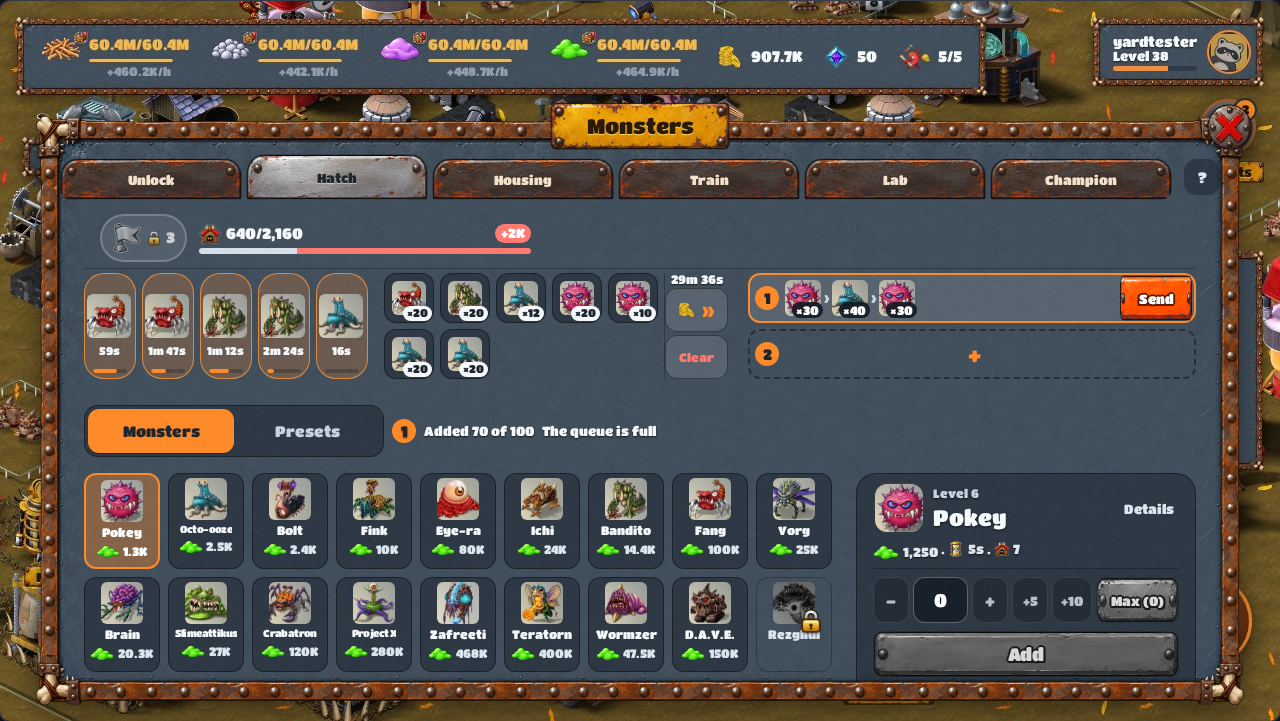 60.4M/60.4M
+460.2K/h
60.4M/60.4M
+442.1K/h
60.4M/60.4M
+448.7K/h
60.4M/60.4M
+464.9K/h
907.7K
50
5/5
yardtester
Level 38
Monsters
Unlock
Hatch
Housing
Train
Lab
Champion
?
3
640/2,160
+2K
59s
1m 47s
1m 12s
2m 24s
16s
×20
×20
×12
×20
×10
×20
×20
29m 36s
Clear
1
×30
×40
×30
Send
2
+
Monsters
Presets
1 Added 70 of 100 The queue is full
Pokey
1.3K
Octo-ooze
2.5K
Bolt
2.4K
Fink
10K
Eye-ra
80K
Ichi
24K
Bandito
14.4K
Fang
100K
Vorg
25K
Brain
20.3K
Slimeattikus
27K
Crabatron
120K
Project X
280K
Zafreeti
468K
Teratorn
400K
Wormzer
47.5K
D.A.V.E.
150K
Level 6
Pokey
Details
1,250 · 5s · 7
- 0 + +5 +10 Max (0)
Add